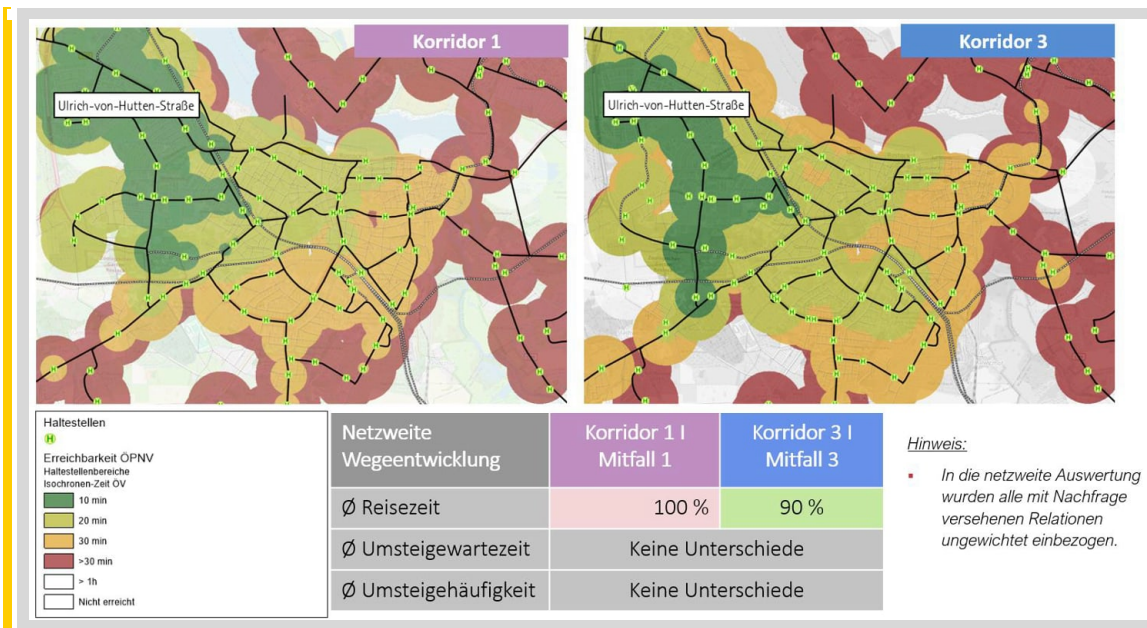 Korridor 1
Korridor 3
Ulrich-von-Hutten-Straße
Ulrich-von-Hutten-Straße
Haltestellen
H
Erreichbarkeit ÖPNV
Haltestellenbereiche
Isochronen-Zeit ÖV
10 min
20 min
30 min
>30 min
> 1h
Nicht erreicht
Netzweite Wegeentwicklung
Korridor 1 I Mitfall 1
Korridor 3 I Mitfall 3
Ø Reisezeit
100 %
90 %
Ø Umsteigewartezeit
Keine Unterschiede
Ø Umsteigehäufigkeit
Keine Unterschiede
Hinweis:
▪ In die netzweite Auswertung
wurden alle mit Nachfrage
versehenen Relationen
ungewichtet einbezogen.